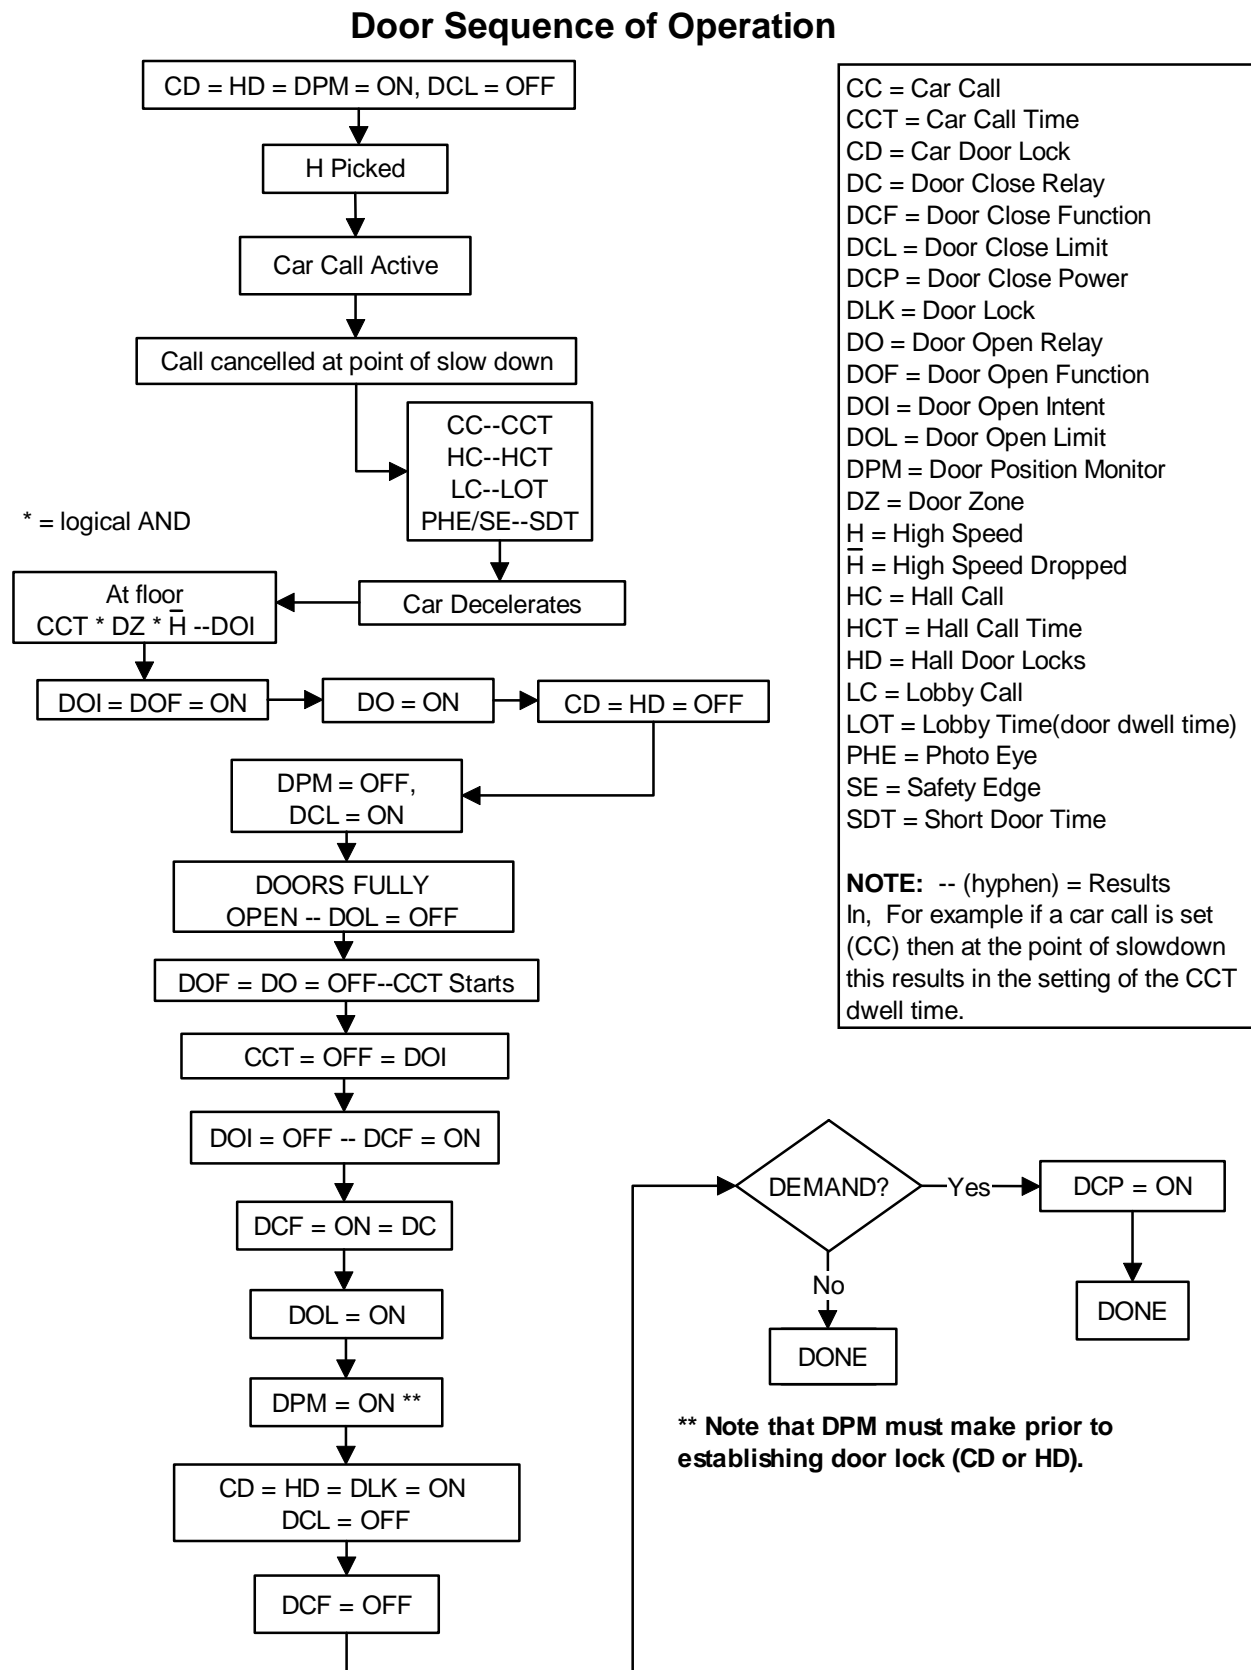 Door Sequence of Operation
CD = HD = DPM = ON, DCL = OFF
H Picked
Car Call Active
Call cancelled at point of slow down
CC--CCT
HC--HCT
LC--LOT
PHE/SE--SDT
* = logical AND
Car Decelerates
At floor
CCT * DZ * H̅ --DOI
DOI = DOF = ON
DO = ON
CD = HD = OFF
DPM = OFF,
DCL = ON
DOORS FULLY
OPEN -- DOL = OFF
DOF = DO = OFF--CCT Starts
CCT = OFF = DOI
DOI = OFF -- DCF = ON
DCF = ON = DC
DOL = ON
DPM = ON **
CD = HD = DLK = ON
DCL = OFF
DCF = OFF
CC = Car Call
CCT = Car Call Time
CD = Car Door Lock
DC = Door Close Relay
DCF = Door Close Function
DCL = Door Close Limit
DCP = Door Close Power
DLK = Door Lock
DO = Door Open Relay
DOF = Door Open Function
DOI = Door Open Intent
DOL = Door Open Limit
DPM = Door Position Monitor
DZ = Door Zone
H = High Speed
H̅ = High Speed Dropped
HC = Hall Call
HCT = Hall Call Time
HD = Hall Door Locks
LC = Lobby Call
LOT = Lobby Time(door dwell time)
PHE = Photo Eye
SE = Safety Edge
SDT = Short Door Time
NOTE: -- (hyphen) = Results
In, For example if a car call is set
(CC) then at the point of slowdown
this results in the setting of the CCT
dwell time.
DEMAND?
Yes
DCP = ON
DONE
No
DONE
** Note that DPM must make prior to
establishing door lock (CD or HD).